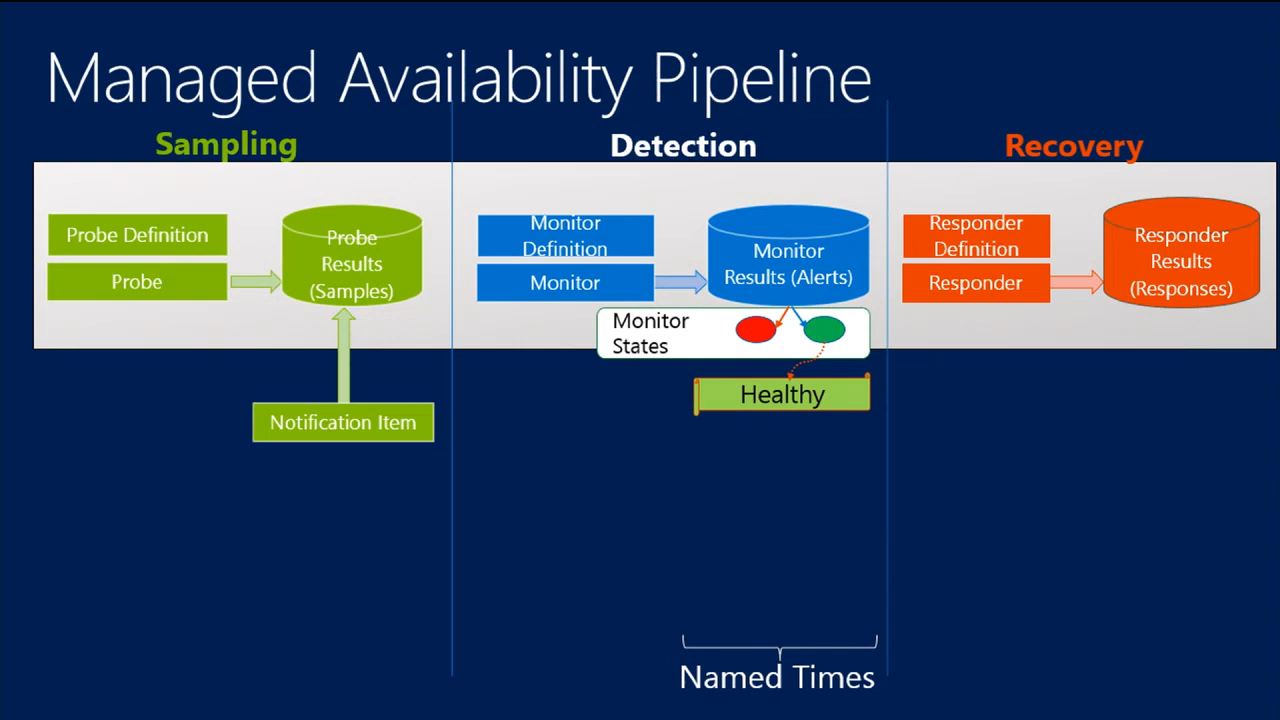 Managed Availability Pipeline
Sampling
Detection
Recovery
Probe Definition
Probe
Probe
Results
(Samples)
Notification Item
Monitor
Definition
Monitor
Monitor
Results (Alerts)
Monitor
States
Healthy
Named Times
Responder
Definition
Responder
Responder
Results
(Responses)